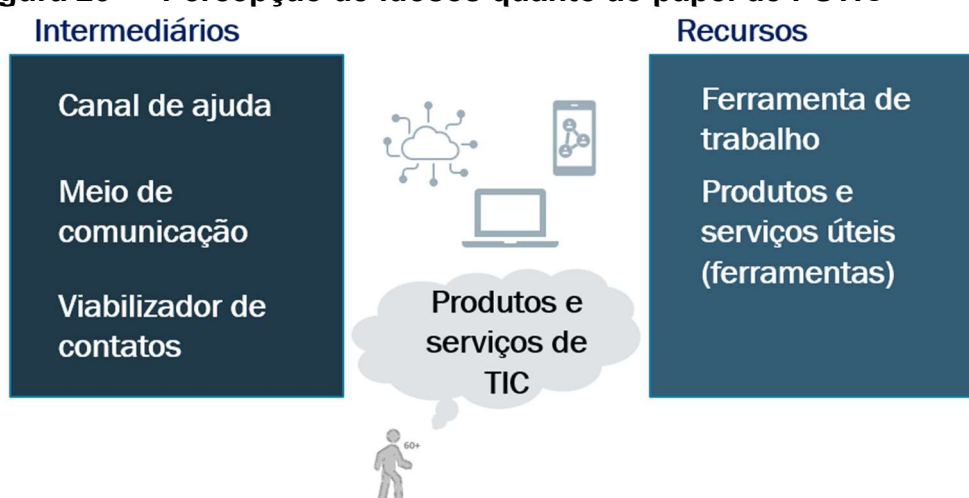 Intermediários
Canal de ajuda
Meio de
comunicação
Viabilizador de
contatos
Produtos e
serviços de
TIC
60+
Recursos
Ferramenta de
trabalho
Produtos e
serviços úteis
(ferramentas)